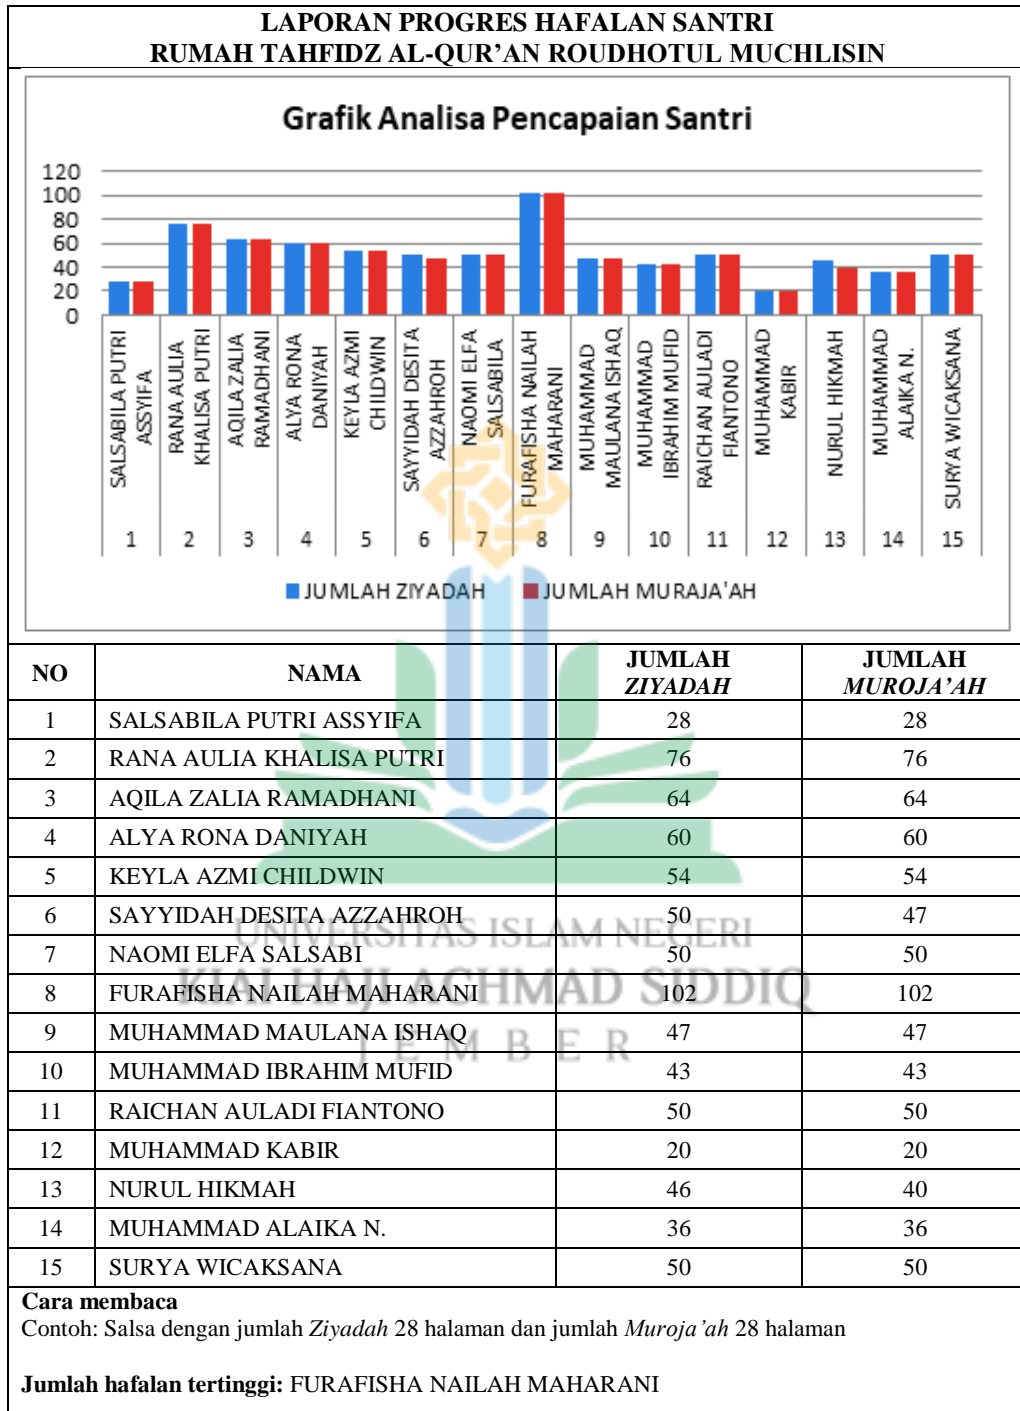 LAPORAN PROGRES HAFALAN SANTRI
RUMAH TAHFIDZ AL-QUR’AN ROUDHOTUL MUCHLISIN
Grafik Analisa Pencapaian Santri
120
100
80
60
40
20
0
SALSABILA PUTRI
ASSYIFA
RANA AULIA
KHALISA PUTRI
AQILA ZALIA
RAMADHANI
ALYA RONA
DANIYAH
KEYLA AZMI
CHILDWIN
SAYYIDAH DESITA
AZZAHROH
NAOMI ELFA
SALSABILA
FURAFISHA NAILAH
MAHARANI
MUHAMMAD
MAULANA ISHAQ
MUHAMMAD
IBRAHIM MUFID
RAICHAN AULADI
FIANTONO
MUHAMMAD
KABIR
NURUL HIKMAH
MUHAMMAD
ALAIKA N.
SURYA WICAKSANA
1 2 3 4 5 6 7 8 9 10 11 12 13 14 15
JUMLAH ZIYADAH JUMLAH MURAJA'AH
NO NAMA JUMLAH ZIYADAH JUMLAH MUROJA’AH
1 SALSABILA PUTRI ASSYIFA 28 28
2 RANA AULIA KHALISA PUTRI 76 76
3 AQILA ZALIA RAMADHANI 64 64
4 ALYA RONA DANIYAH 60 60
5 KEYLA AZMI CHILDWIN 54 54
6 SAYYIDAH DESITA AZZAHROH 50 47
7 NAOMI ELFA SALSABI 50 50
8 FURAFISHA NAILAH MAHARANI 102 102
9 MUHAMMAD MAULANA ISHAQ 47 47
10 MUHAMMAD IBRAHIM MUFID 43 43
11 RAICHAN AULADI FIANTONO 50 50
12 MUHAMMAD KABIR 20 20
13 NURUL HIKMAH 46 40
14 MUHAMMAD ALAIKA N. 36 36
15 SURYA WICAKSANA 50 50
UNIVERSITAS ISLAM NEGERI
KIAI HAJI ACHMAD SIDDIQ
JEMBER
Cara membaca
Contoh: Salsa dengan jumlah Ziyadah 28 halaman dan jumlah Muroja’ah 28 halaman
Jumlah hafalan tertinggi: FURAFISHA NAILAH MAHARANI